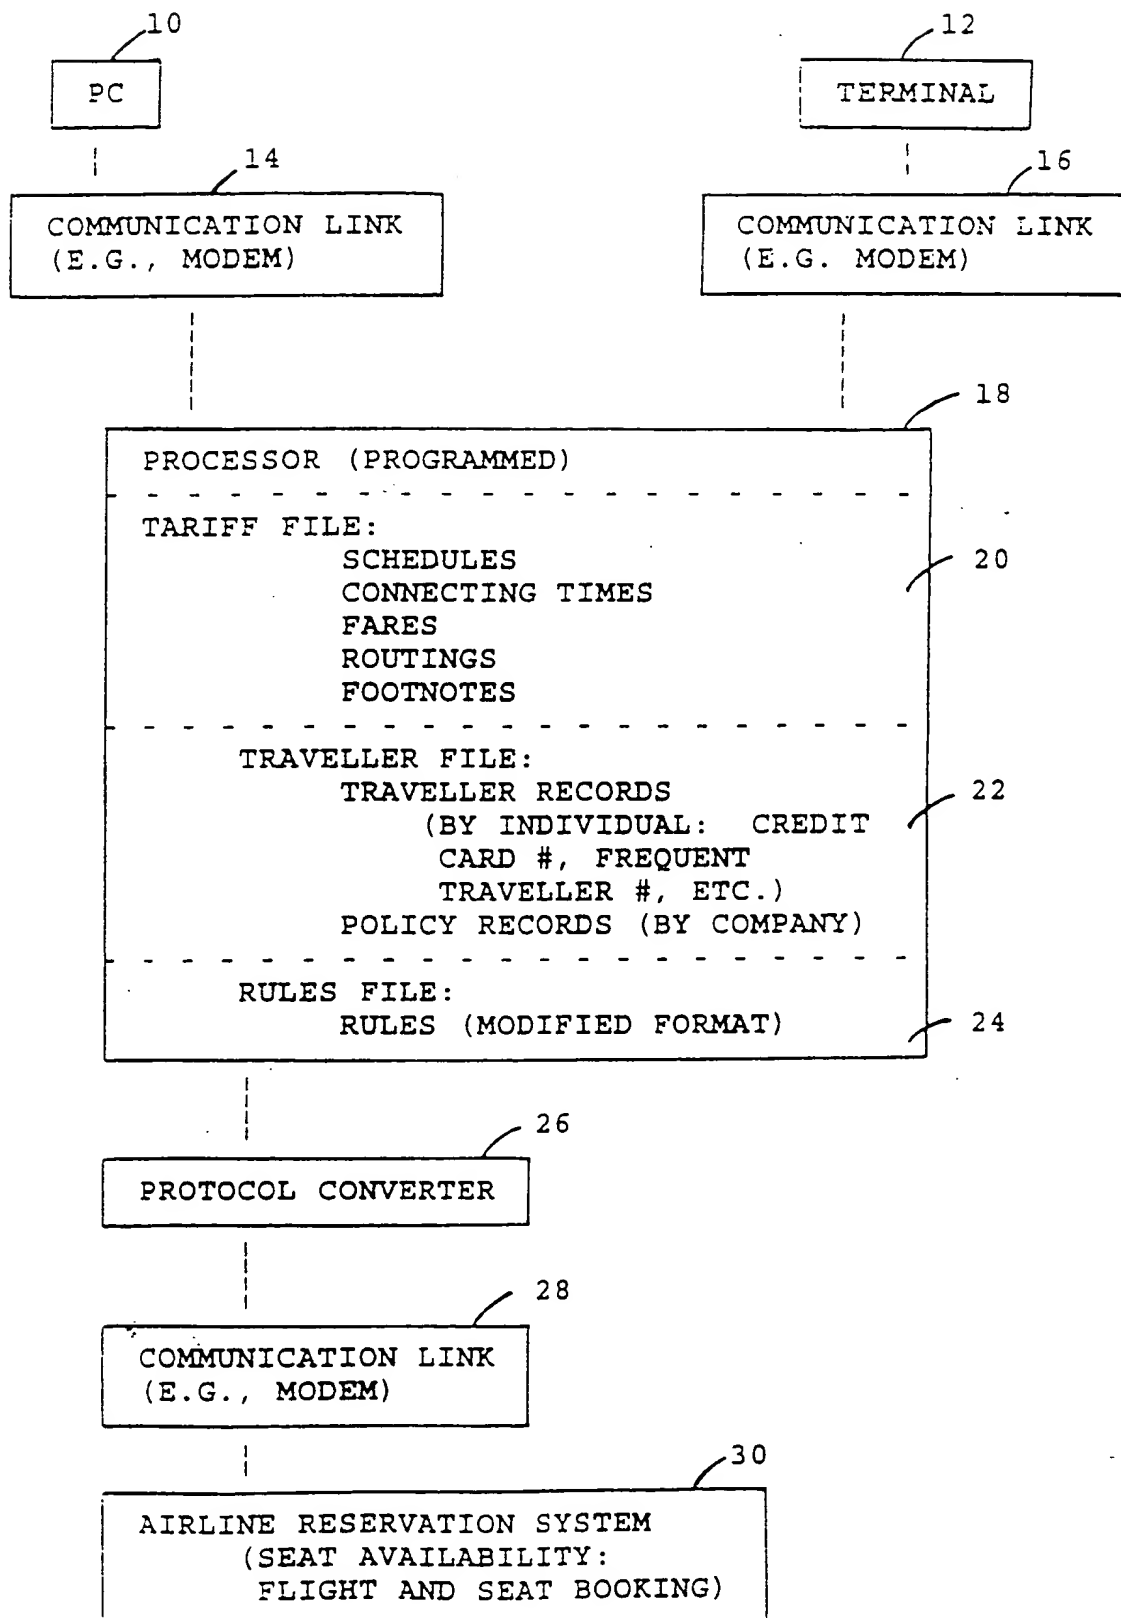 10
12
PC
TERMINAL
14
16
COMMUNICATION LINK
(E.G., MODEM)
COMMUNICATION LINK
(E.G. MODEM)
18
PROCESSOR (PROGRAMMED)
TARIFF FILE:
SCHEDULES
20
CONNECTING TIMES
FARES
ROUTINGS
FOOTNOTES
TRAVELLER FILE:
TRAVELLER RECORDS
22
(BY INDIVIDUAL: CREDIT
CARD #, FREQUENT
TRAVELLER #, ETC.)
POLICY RECORDS (BY COMPANY)
RULES FILE:
RULES (MODIFIED FORMAT)
24
26
PROTOCOL CONVERTER
28
COMMUNICATION LINK
(E.G., MODEM)
30
AIRLINE RESERVATION SYSTEM
(SEAT AVAILABILITY:
FLIGHT AND SEAT BOOKING)